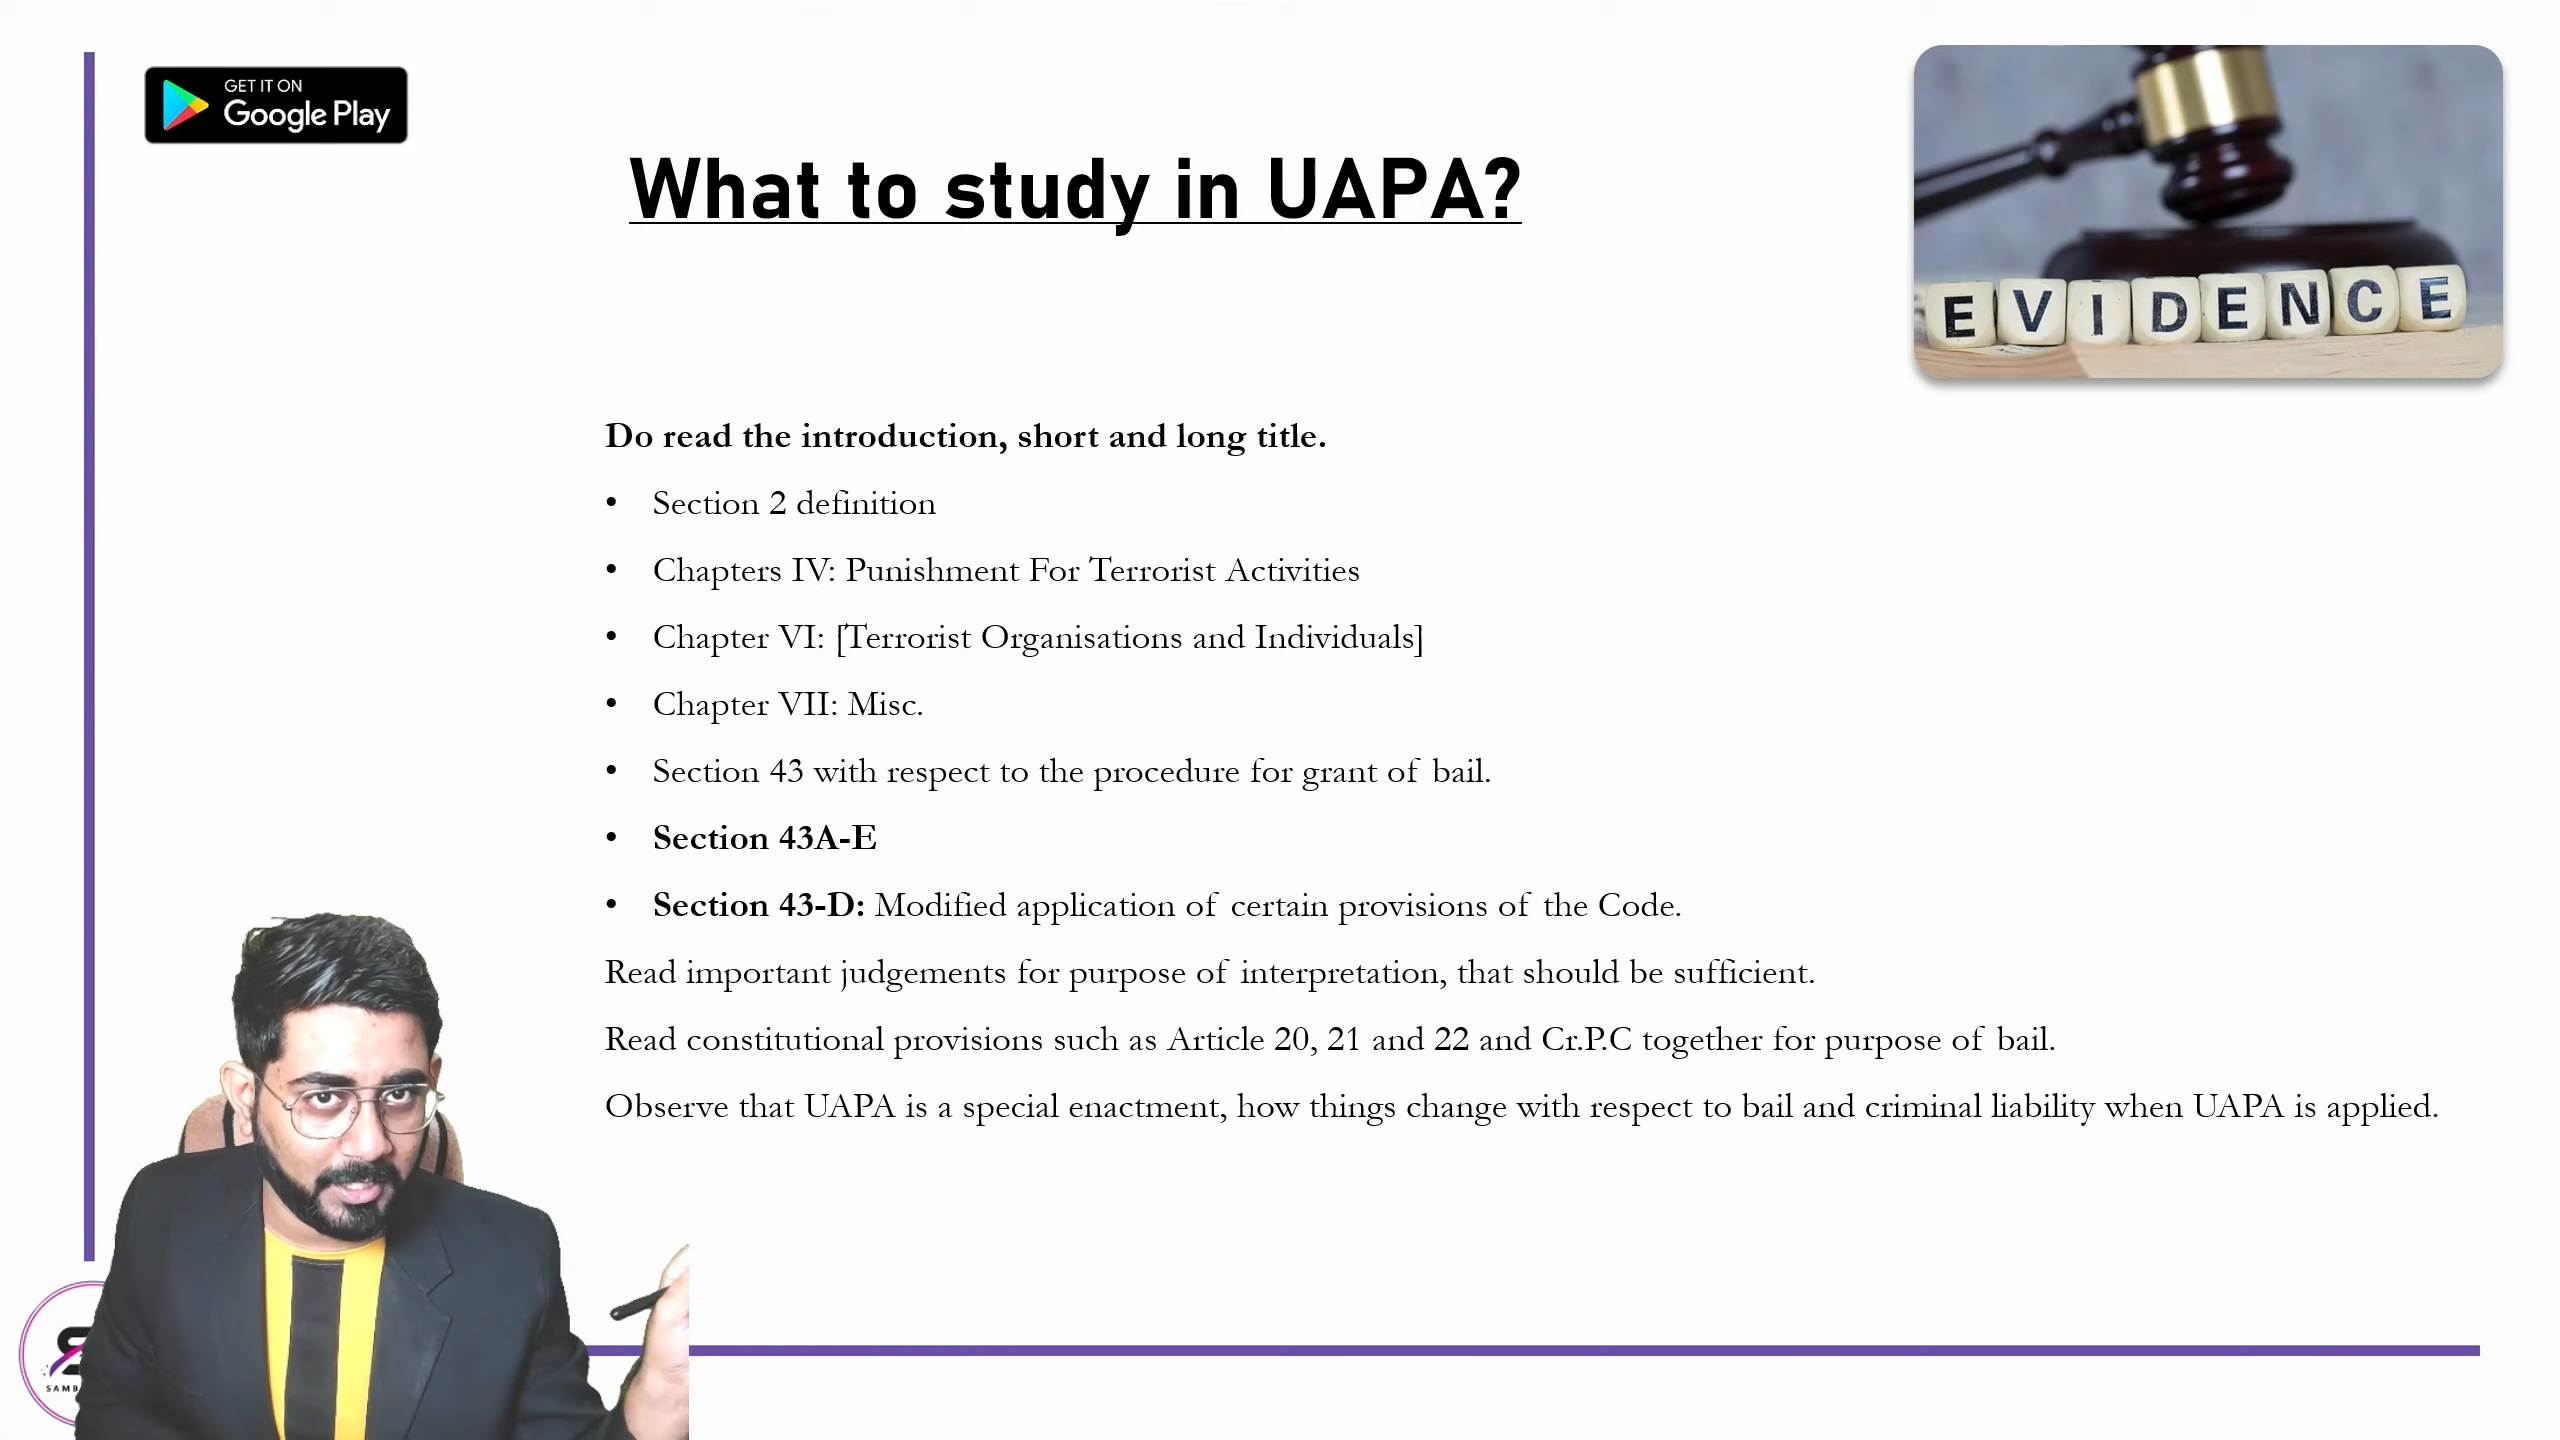 GET IT ON
Google Play
What to study in UAPA?
EVIDENCE
Do read the introduction, short and long title.
• Section 2 definition
• Chapters IV: Punishment For Terrorist Activities
• Chapter VI: [Terrorist Organisations and Individuals]
• Chapter VII: Misc.
• Section 43 with respect to the procedure for grant of bail.
• Section 43A-E
• Section 43-D: Modified application of certain provisions of the Code.
Read important judgements for purpose of interpretation, that should be sufficient.
Read constitutional provisions such as Article 20, 21 and 22 and Cr.P.C together for purpose of bail.
Observe that UAPA is a special enactment, how things change with respect to bail and criminal liability when UAPA is applied.